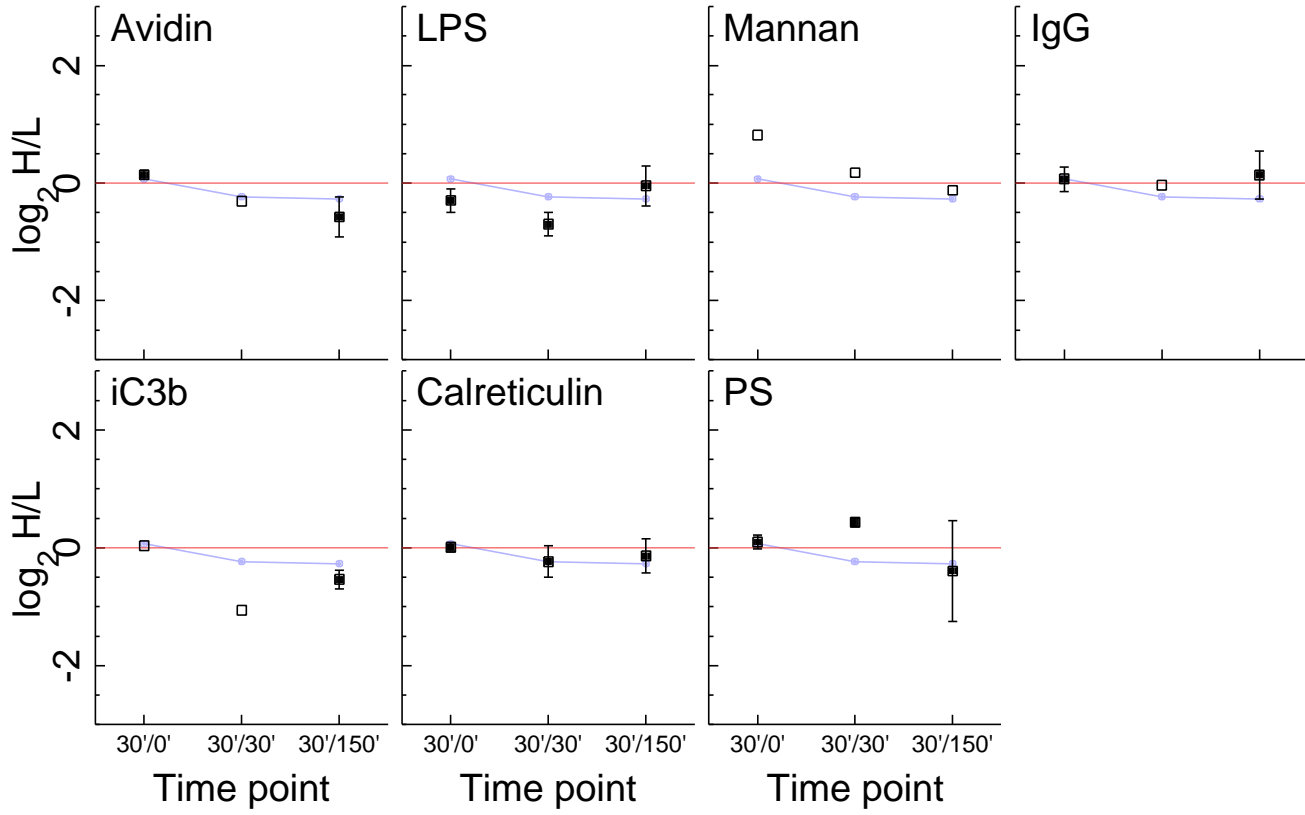 Avidin
LPS
Mannan
IgG
2
0
-2
log2 H/L
iC3b
Calreticulin
PS
2
0
-2
log2 H/L
30'/0' 30'/30' 30'/150'
30'/0' 30'/30' 30'/150'
30'/0' 30'/30' 30'/150'
Time point
Time point
Time point